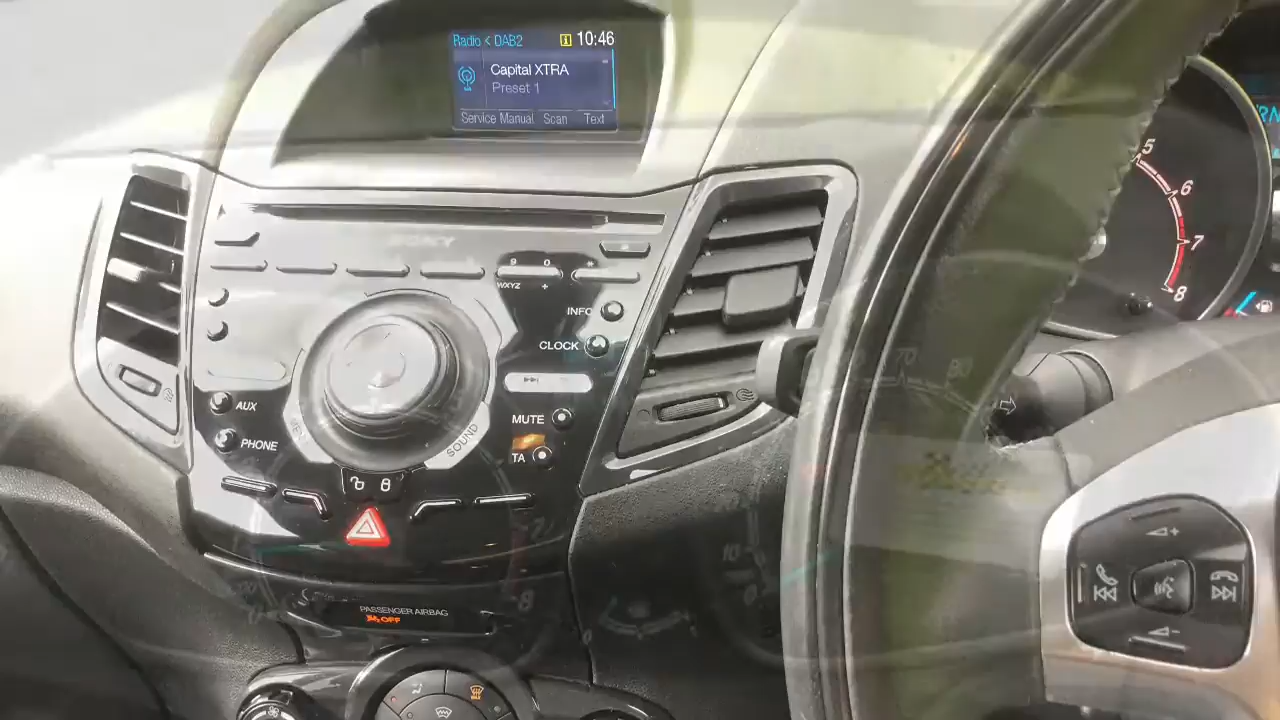 Radio < DAB2 10:46
Capital XTRA
Preset 1
Service Manual Scan Text
SONY
WXYZ +
INFO
CLOCK
AUX
PHONE
MUTE
SOUND
TA
PASSENGER AIRBAG
OFF
5
6
7
8